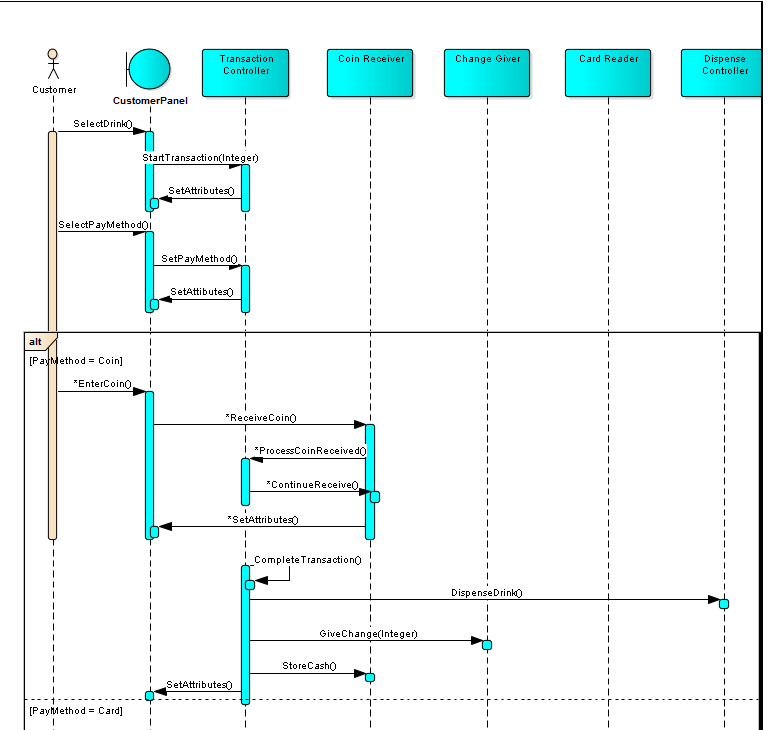 Transaction
Controller
Coin Receiver
Change Giver
Card Reader
Dispense
Controller
Customer
CustomerPanel
SelectDrink()
StartTransaction(Integer)
SetAttributes()
SelectPayMethod()
SetPayMethod()
SetAttibutes()
alt
[PayMethod = Coin]
*EnterCoin()
*ReceiveCoin()
*ProcessCoinReceived()
*ContinueReceive()
*SetAttributes()
CompleteTransaction()
DispenseDrink()
GiveChange(Integer)
StoreCash()
SetAttributes()
[PayMethod = Card]